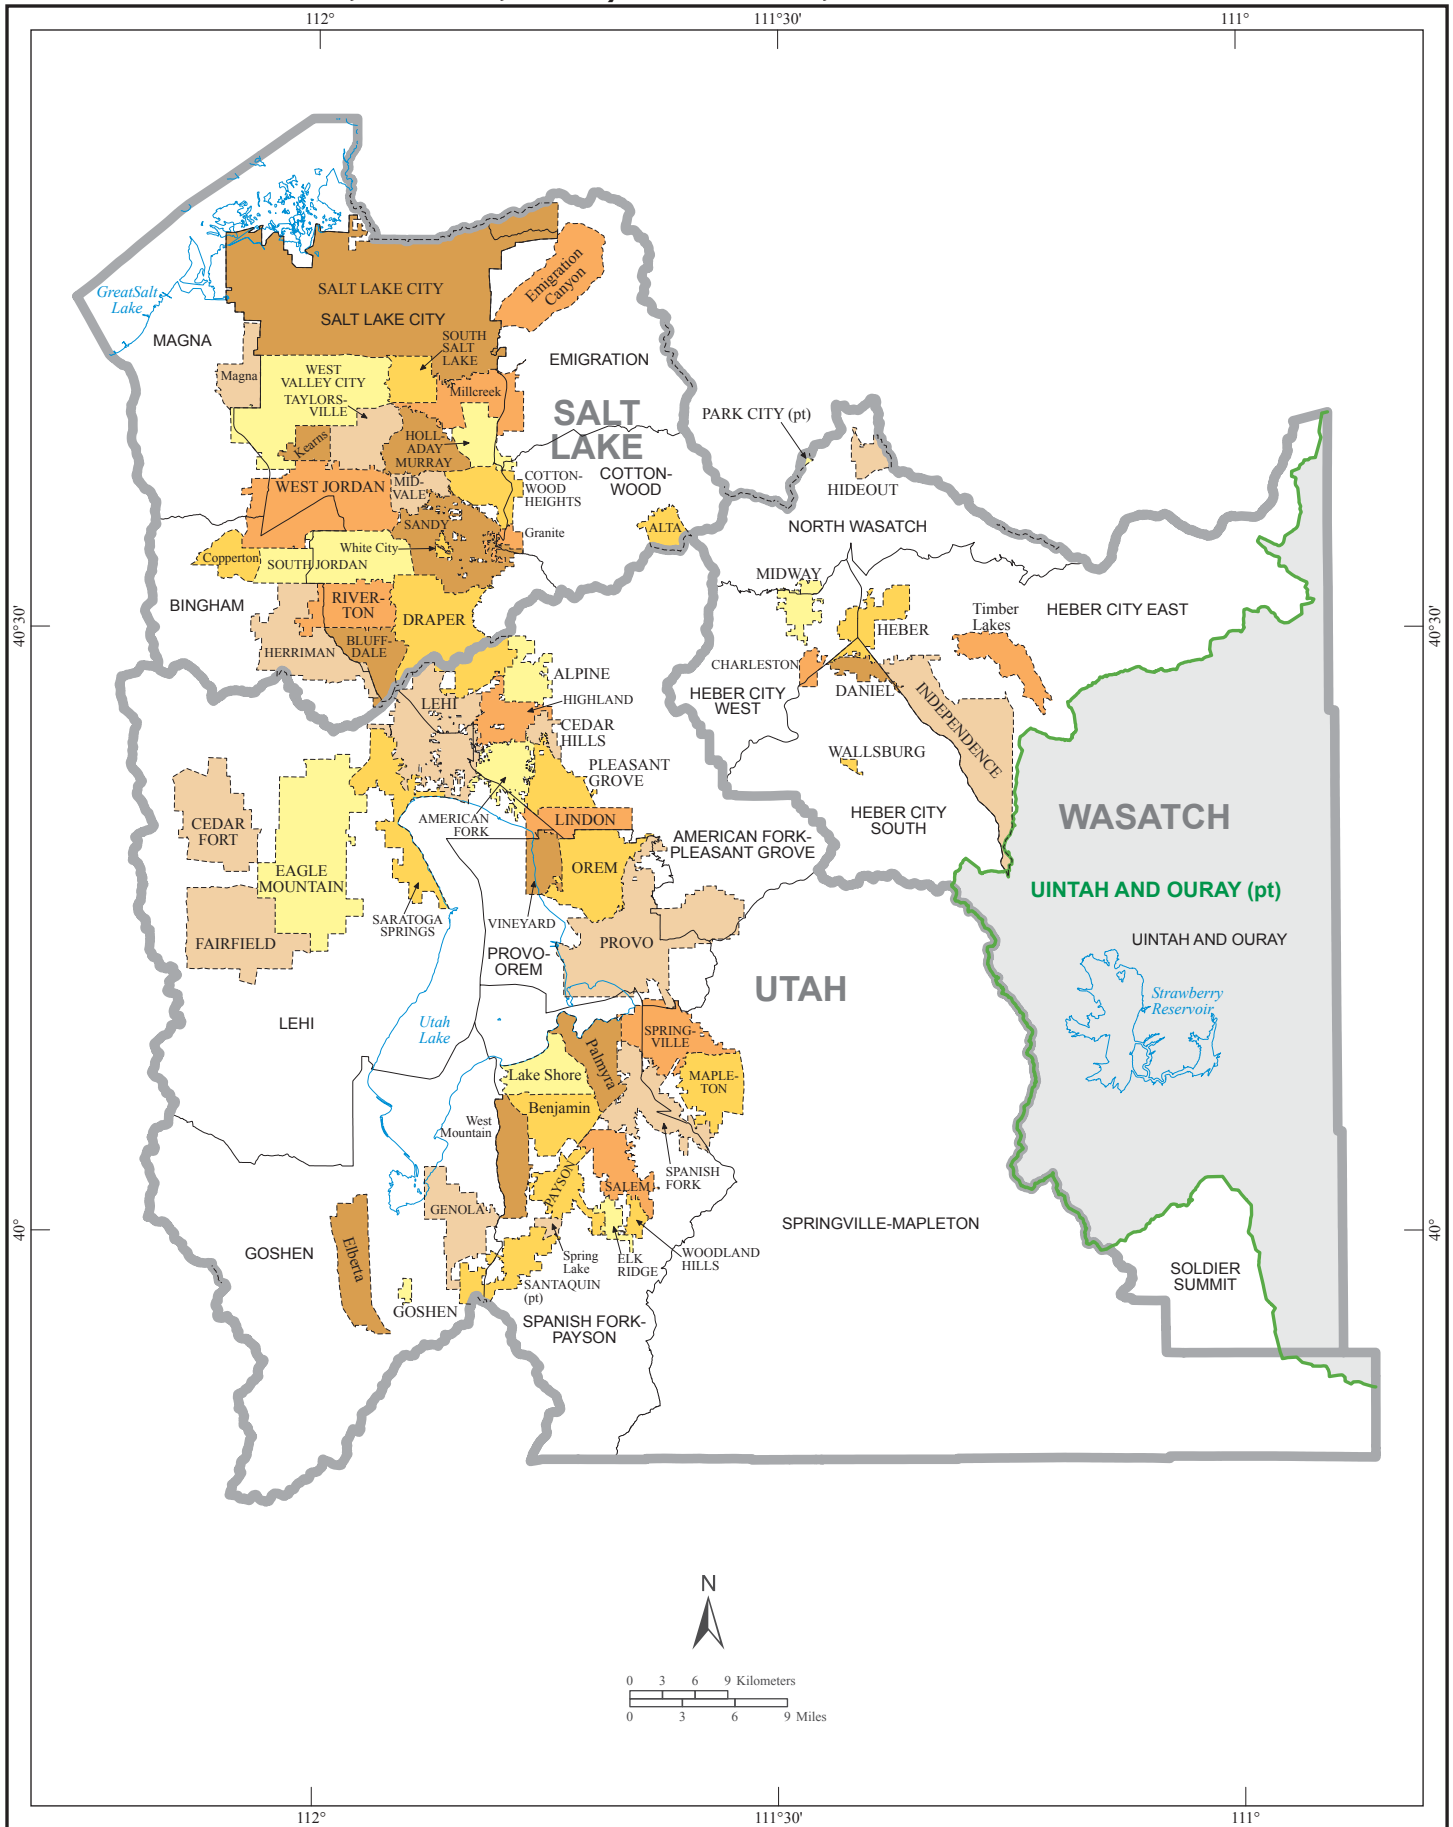 112°
111°30'
111°
GreatSalt
Lake
MAGNA
SALT LAKE CITY
SALT LAKE CITY
Emigration
Canyon
SOUTH
SALT
LAKE
EMIGRATION
Magna
WEST
VALLEY CITY
TAYLORS-
VILLE
Millcreek
SALT
LAKE
PARK CITY (pt)
Kearns
HOLL-
ADAY
MURRAY
HIDEOUT
WEST JORDAN
MID-
VALE
COTTON-
WOOD
HEIGHTS
COTTON-
WOOD
SANDY
ALTA
NORTH WASATCH
Granite
White City
Copperton
SOUTH JORDAN
MIDWAY
BINGHAM
RIVER-
TON
DRAPER
HEBER
Timber
Lakes
HEBER CITY EAST
40°30'
40°30'
HERRIMAN
BLUFF-
DALE
ALPINE
CHARLESTON
HEBER CITY
WEST
DANIEL
INDEPENDENCE
LEHI
HIGHLAND
CEDAR
HILLS
WALLSBURG
PLEASANT
GROVE
CEDAR
FORT
AMERICAN
FORK
LINDON
HEBER CITY
SOUTH
WASATCH
AMERICAN FORK-
PLEASANT GROVE
EAGLE
MOUNTAIN
OREM
UINTAH AND OURAY (pt)
SARATOGA
SPRINGS
VINEYARD
FAIRFIELD
PROVO
UINTAH AND OURAY
PROVO-
OREM
UTAH
Strawberry
Reservoir
LEHI
Utah
Lake
SPRING-
VILLE
Palmyra
Lake Shore
MAPLE-
TON
Benjamin
West
Mountain
SPANISH
FORK
PAYSON
SALEM
GENOLA
SPRINGVILLE-MAPLETON
40°
40°
GOSHEN
Elberta
Spring
Lake
ELK
RIDGE
WOODLAND
HILLS
SOLDIER
SUMMIT
SANTAQUIN
(pt)
GOSHEN
SPANISH FORK-
PAYSON
N
0 3 6 9 Kilometers
0 3 6 9 Miles
112°
111°30'
111°